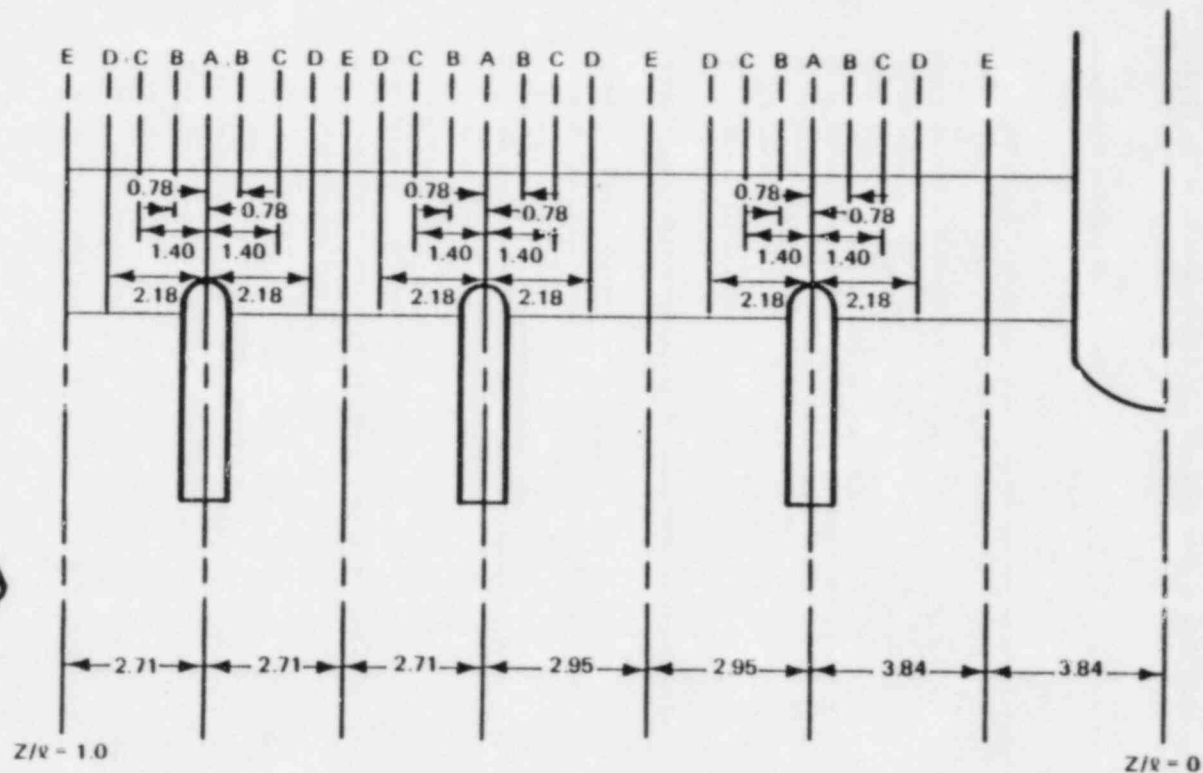 E D C B A B C D E D C B A B C D E D C B A B C D E
0.78 0.78 0.78
0.78 0.78 0.78
1.40 1.40 1.40 1.40 1.40 1.40
2.18 2.18 2.18 2.18 2.18 2.18
2.71 2.71 2.71 2.95 2.95 3.84 3.84
Z/ℓ = 1.0
Z/ℓ = 0